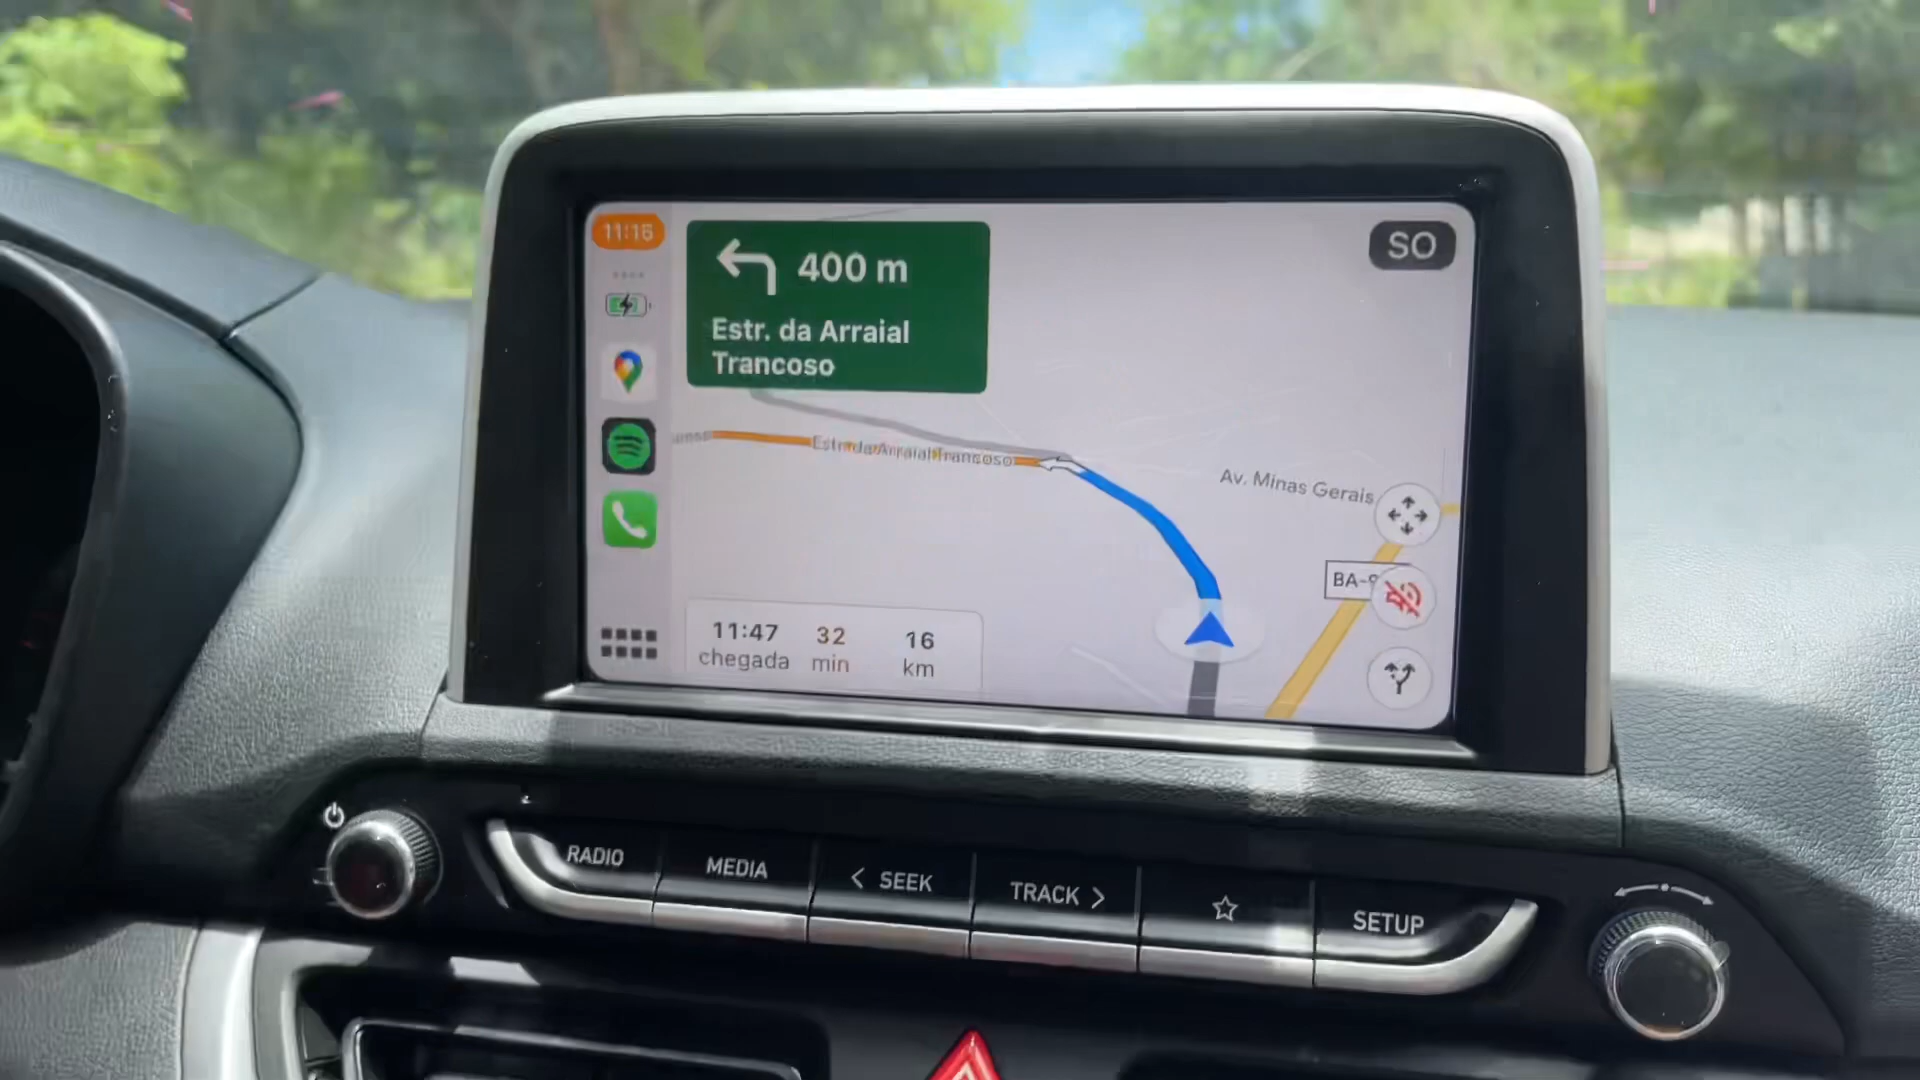 11:16
400 m
Estr. da Arraial
Trancoso
SO
Estr. da Arraial Trancoso
Av. Minas Gerais
BA-
11:47
chegada
32
min
16
km
RADIO
MEDIA
< SEEK
TRACK >
SETUP